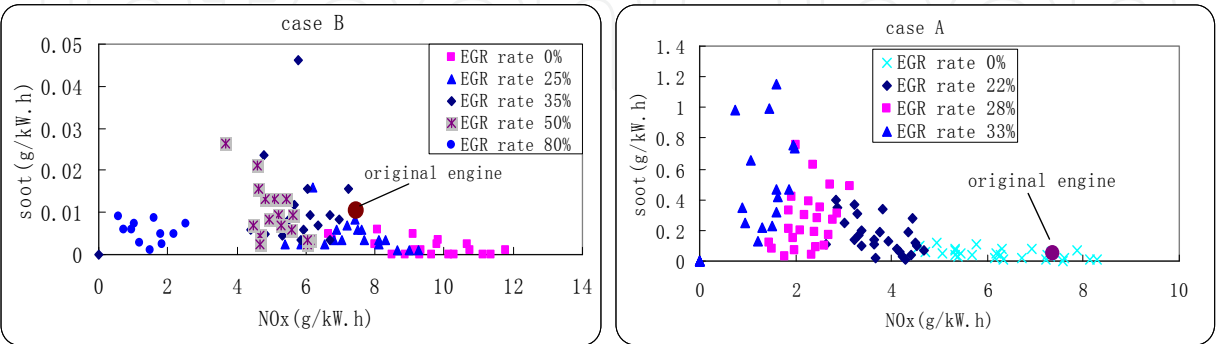 case B
soot(g/kW.h)
0.05
0.04
0.03
0.02
0.01
0
EGR rate 0%
EGR rate 25%
EGR rate 35%
EGR rate 50%
EGR rate 80%
original engine
0 2 4 6 8 10 12 14
NOx(g/kW.h)
case A
soot(g/kW.h)
1.4
1.2
1
0.8
0.6
0.4
0.2
0
EGR rate 0%
EGR rate 22%
EGR rate 28%
EGR rate 33%
original engine
0 2 4 6 8 10
NOx(g/kW.h)